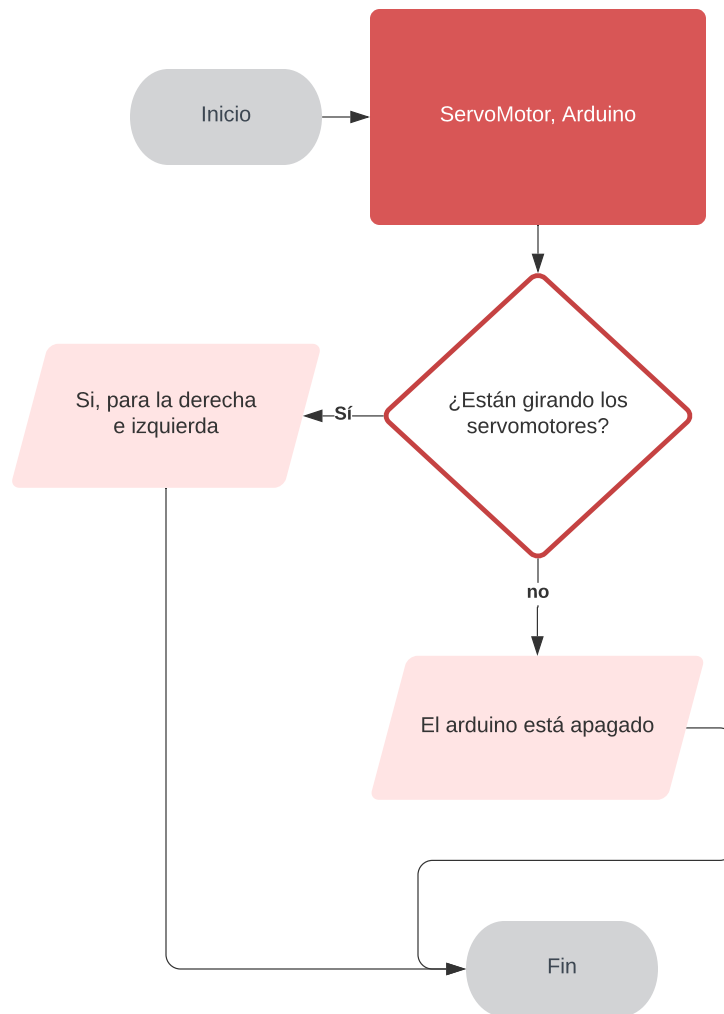 Inicio
ServoMotor, Arduino
¿Están girando los
servomotores?
Sí
Si, para la derecha
e izquierda
no
El arduino está apagado
Fin